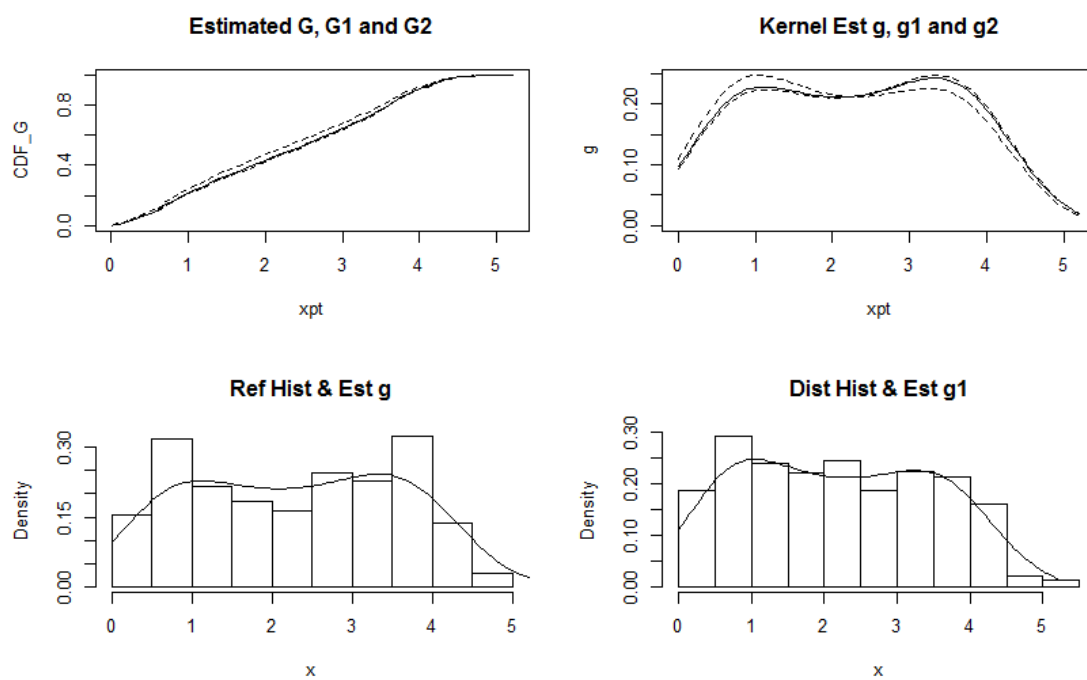 Estimated G, G1 and G2
CDF_G
0.0 0.4 0.8
0 1 2 3 4 5
xpt
Kernel Est g, g1 and g2
g
0.00 0.10 0.20
0 1 2 3 4 5
xpt
Ref Hist & Est g
Density
0.00 0.15 0.30
0 1 2 3 4 5
x
Dist Hist & Est g1
Density
0.00 0.10 0.20 0.30
0 1 2 3 4 5
x